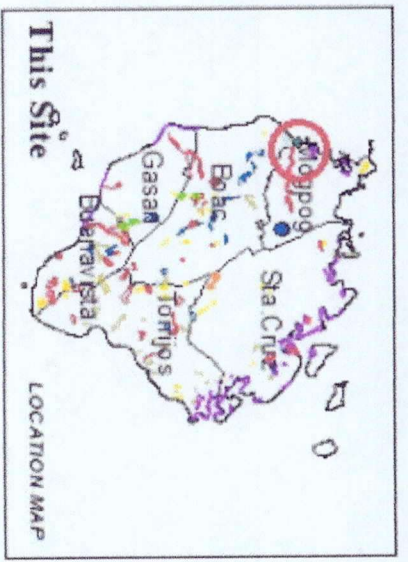 This Site
Mogpog
Boac
Sta.Cruz
Gasan
Torrijos
Buenavista
LOCATION MAP